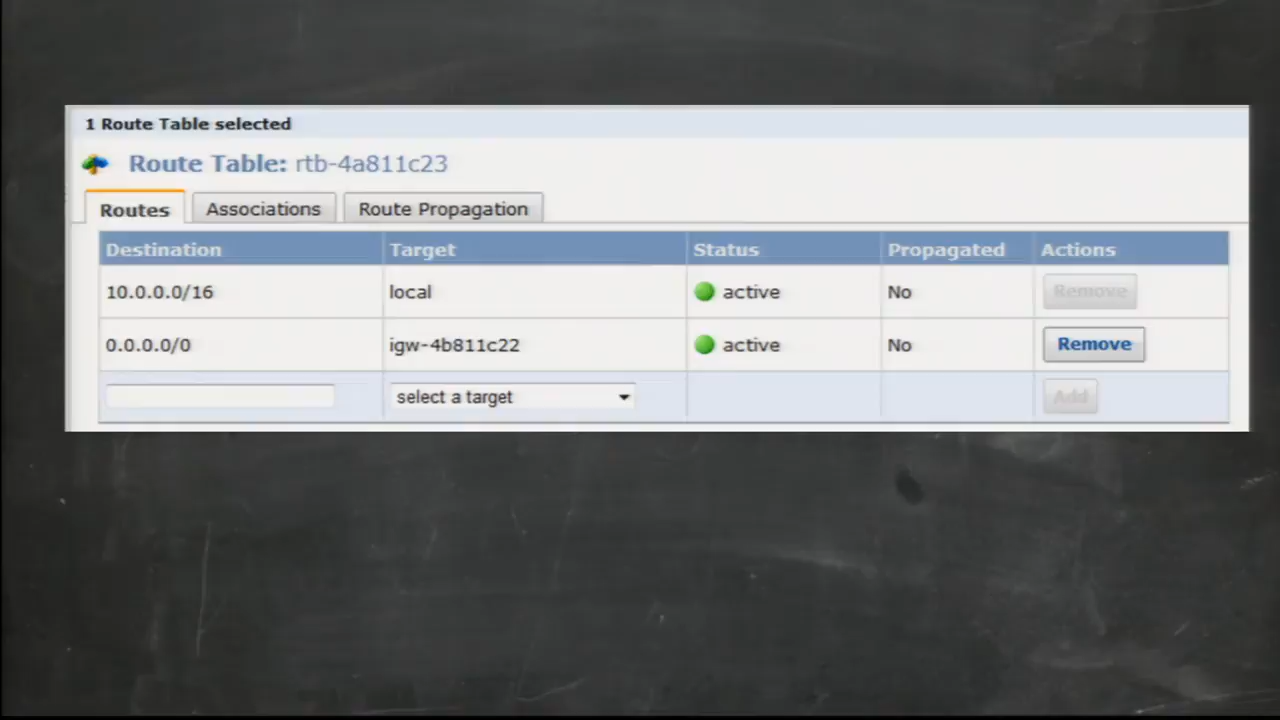 1 Route Table selected
Route Table: rtb-4a811c23
Routes Associations Route Propagation
Destination Target Status Propagated Actions
10.0.0.0/16 local active No Remove
0.0.0.0/0 igw-4b811c22 active No Remove
select a target Add